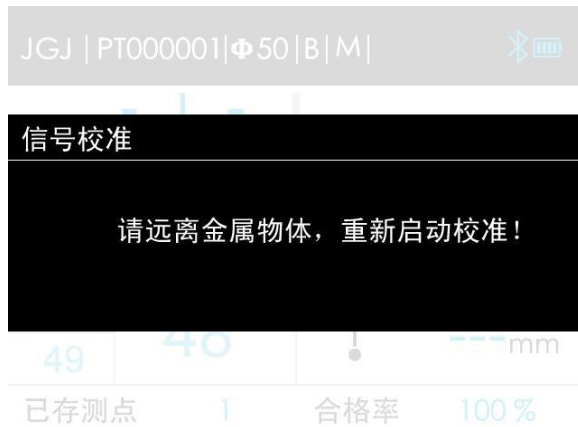 JGJ | PT000001|Φ50|B|M|
信号校准
请远离金属物体，重新启动校准！
49 48 ---mm
已存测点 1 合格率 100%